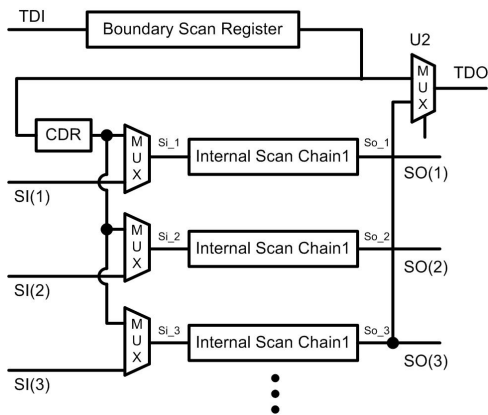 TDI
Boundary Scan Register
U2
MUX
TDO
CDR
MUX
Si_1
Internal Scan Chain1
So_1
SI(1)
SO(1)
MUX
Si_2
Internal Scan Chain1
So_2
SI(2)
SO(2)
MUX
Si_3
Internal Scan Chain1
So_3
SI(3)
SO(3)